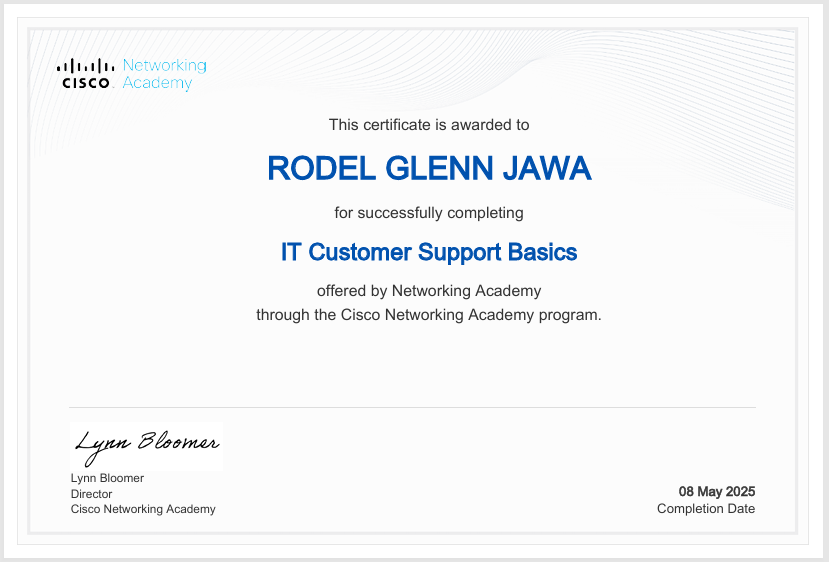 Networking
CISCO. Academy
This certificate is awarded to
RODEL GLENN JAWA
for successfully completing
IT Customer Support Basics
offered by Networking Academy
through the Cisco Networking Academy program.
Lynn Bloomer
Lynn Bloomer
Director
Cisco Networking Academy
08 May 2025
Completion Date